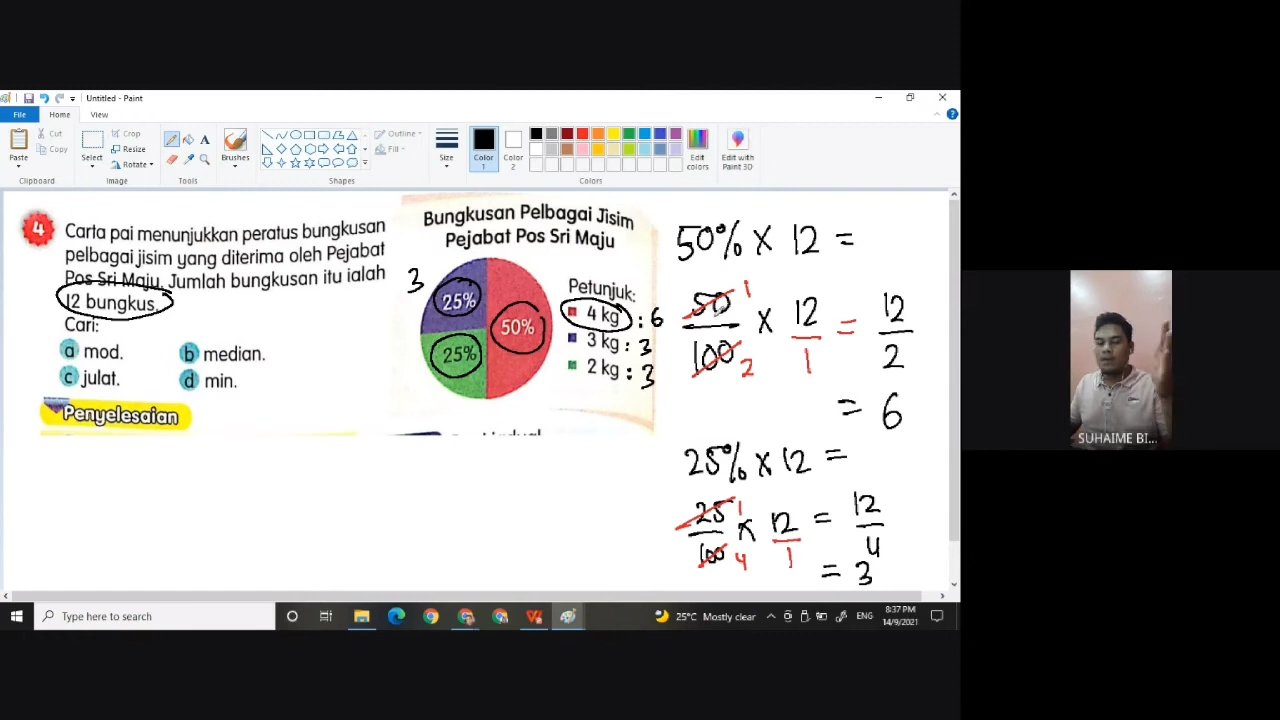 Untitled - Paint
File
Home
View
Paste
Cut
Copy
Clipboard
Select
Crop
Resize
Rotate
Image
Tools
Brushes
Shapes
Outline
Fill
Size
Color
1
Color
2
Colors
Edit
colors
Edit with
Paint 3D
4
Carta pai menunjukkan peratus bungkusan
pelbagai jisim yang diterima oleh Pejabat
Pos Sri Maju. Jumlah bungkusan itu ialah
12 bungkus.
Cari:
a mod.
b median.
c julat.
d min.
Penyelesaian
Bungkusan Pelbagai Jisim
Pejabat Pos Sri Maju
3
25%
50%
25%
Petunjuk:
4 kg : 6
3 kg : 3
2 kg : 3
50% × 12 =
50/100 × 12/1 = 12/2
1
2
= 6
25% × 12 =
25/100 × 12/1 = 12/4
1
4
= 3
Type here to search
25°C Mostly clear
ENG
8:37 PM
14/9/2021
SUHAIME BI...